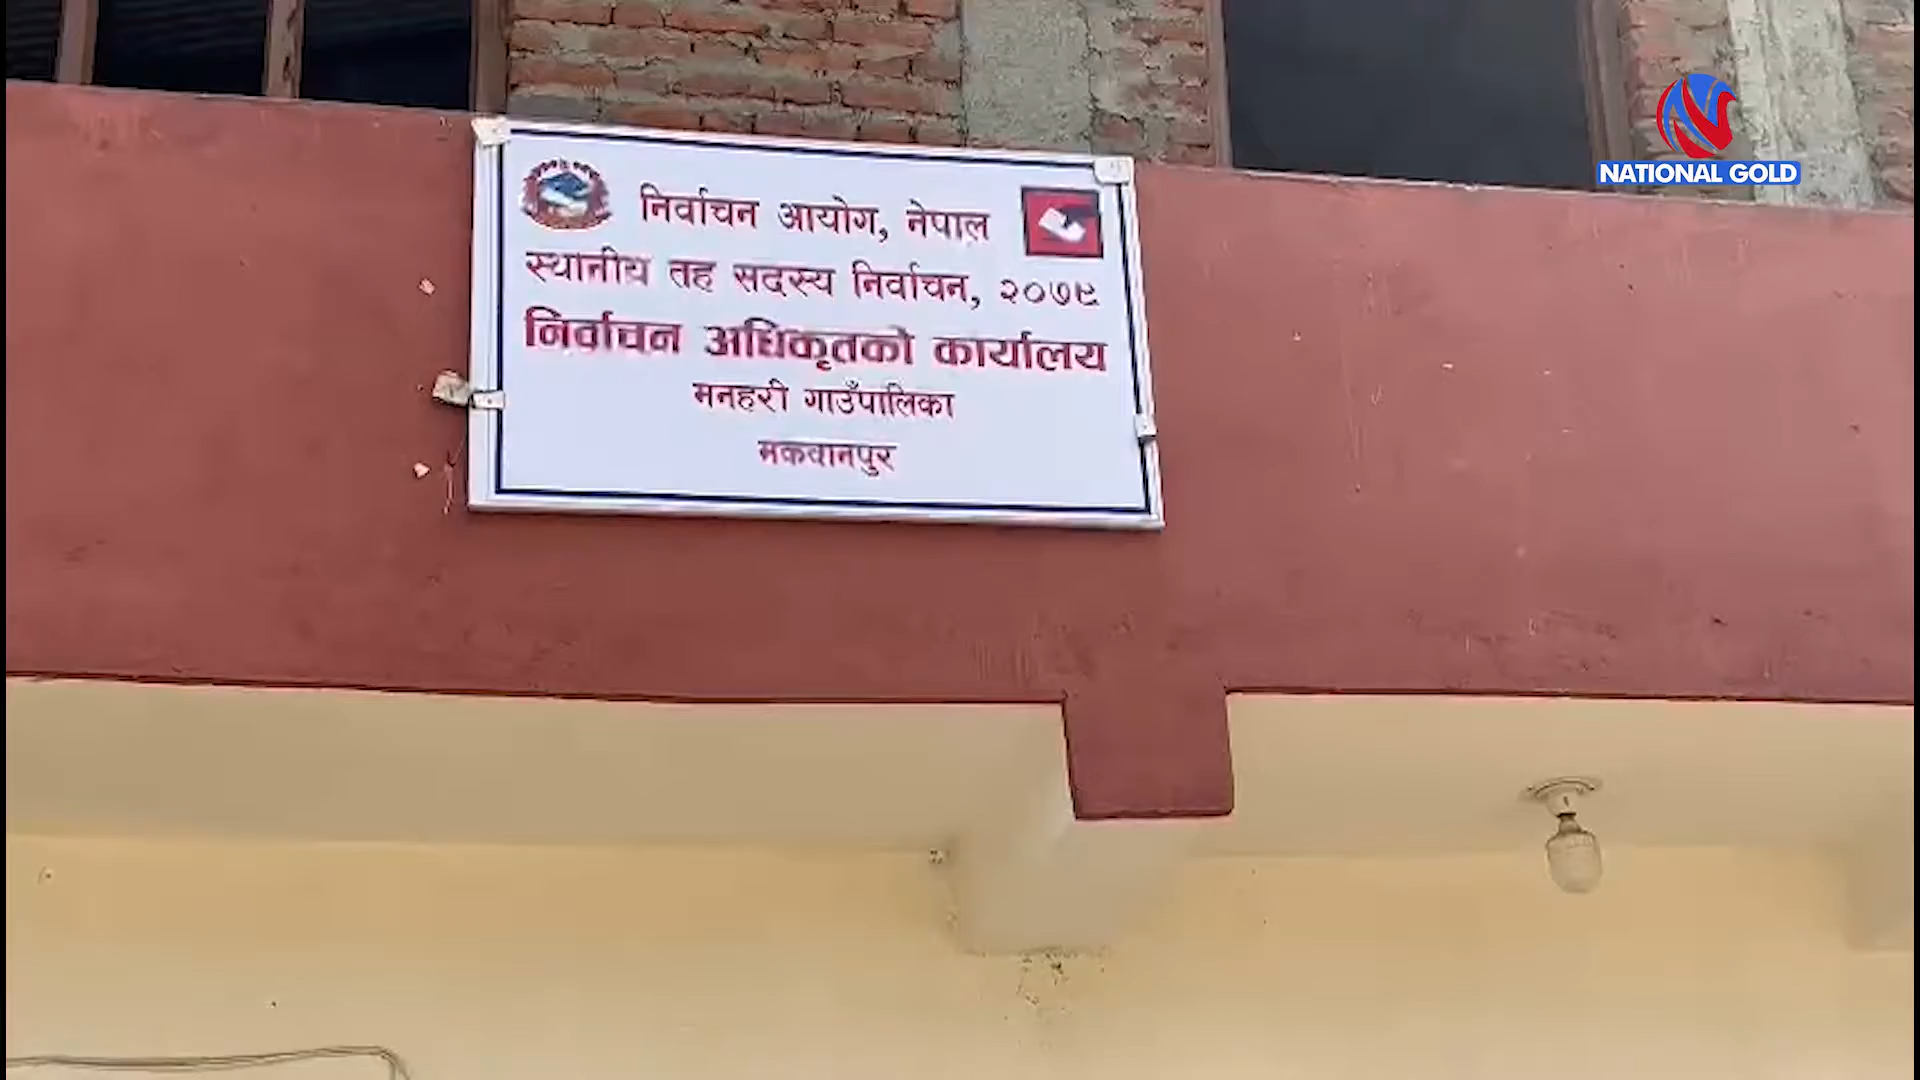 निर्वाचन आयोग, नेपाल
स्थानीय तह सदस्य निर्वाचन, २०७९
निर्वाचन अधिकृतको कार्यालय
मनहरी गाउँपालिका
मकवानपुर
NATIONAL GOLD